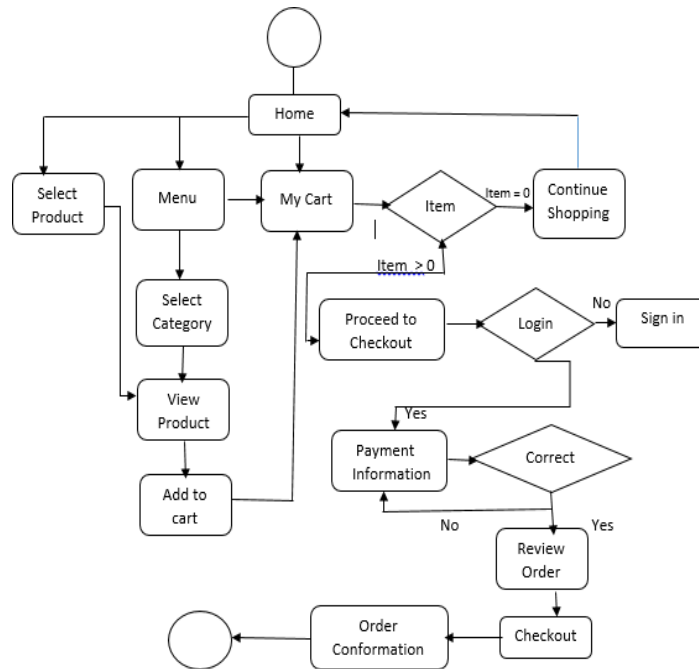 Home
Select
Product
Menu
My Cart
Item
Item = 0
Continue
Shopping
Item > 0
Select
Category
Proceed to
Checkout
Login
No
Sign in
View
Product
Yes
Payment
Information
Correct
Add to
cart
No
Yes
Review
Order
Order
Conformation
Checkout